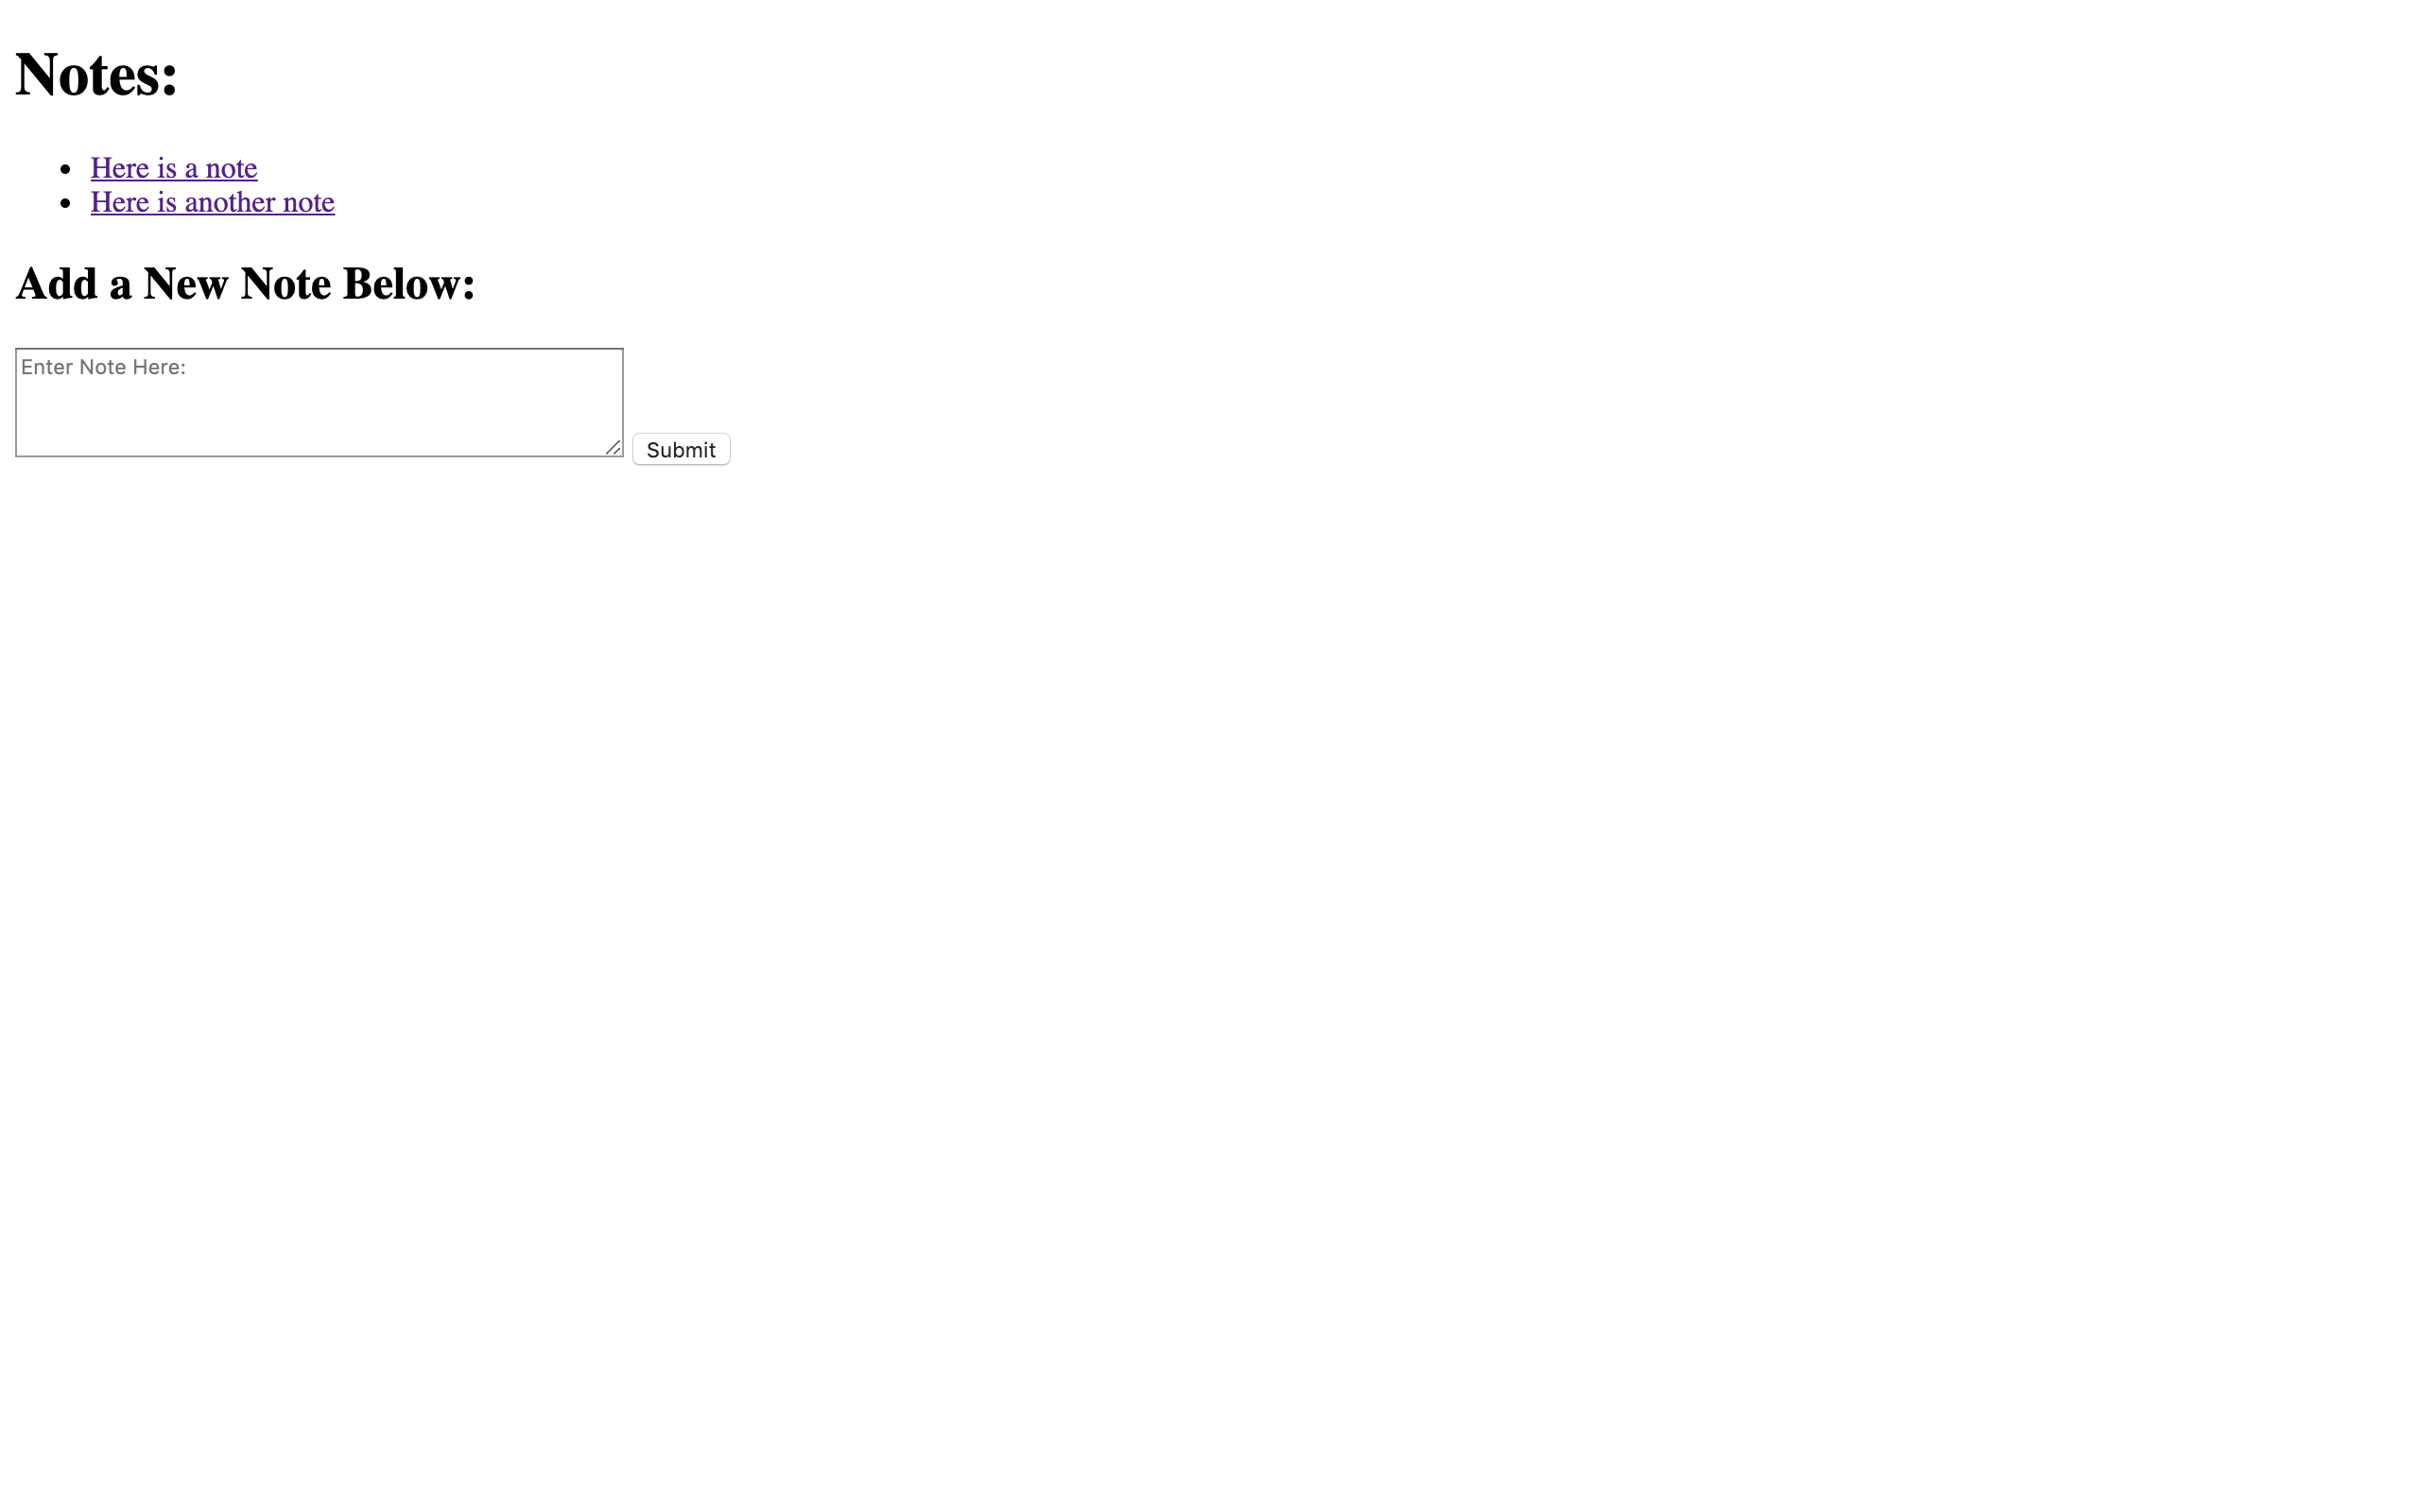 Notes:
Here is a note
Here is another note
Add a New Note Below:
Enter Note Here:
Submit